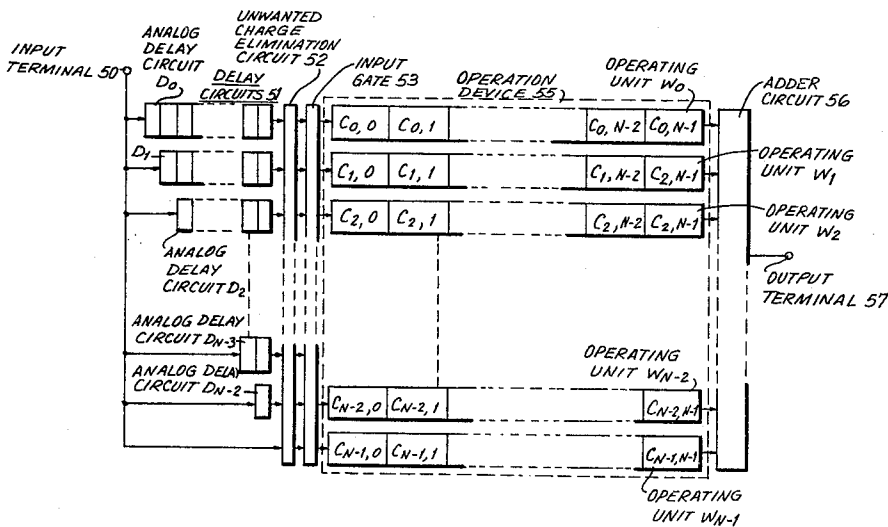 INPUT
TERMINAL 50
ANALOG
DELAY
CIRCUIT
D0
DELAY
CIRCUITS 51
UNWANTED
CHARGE
ELIMINATION
CIRCUIT 52
INPUT
GATE 53
OPERATION
DEVICE 55
OPERATING
UNIT W0
ADDER
CIRCUIT 56
C0,0 C0,1 C0,N-2 C0,N-1
D1
C1,0 C1,1 C1,N-2 C2,N-1
OPERATING
UNIT W1
C2,0 C2,1 C2,N-2 C2,N-1
OPERATING
UNIT W2
ANALOG
DELAY
CIRCUIT D2
OUTPUT
TERMINAL 57
ANALOG DELAY
CIRCUIT DN-3
ANALOG DELAY
CIRCUIT DN-2
OPERATING
UNIT WN-2
CN-2,0 CN-2,1 CN-2,N-1
CN-1,0 CN-1,1 CN-1,N-1
OPERATING
UNIT WN-1